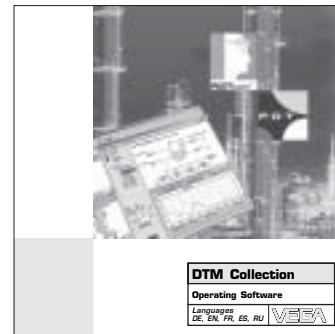 DTM Collection
Operating Software
Languages
DE, EN, FR, ES, RU
VEGA